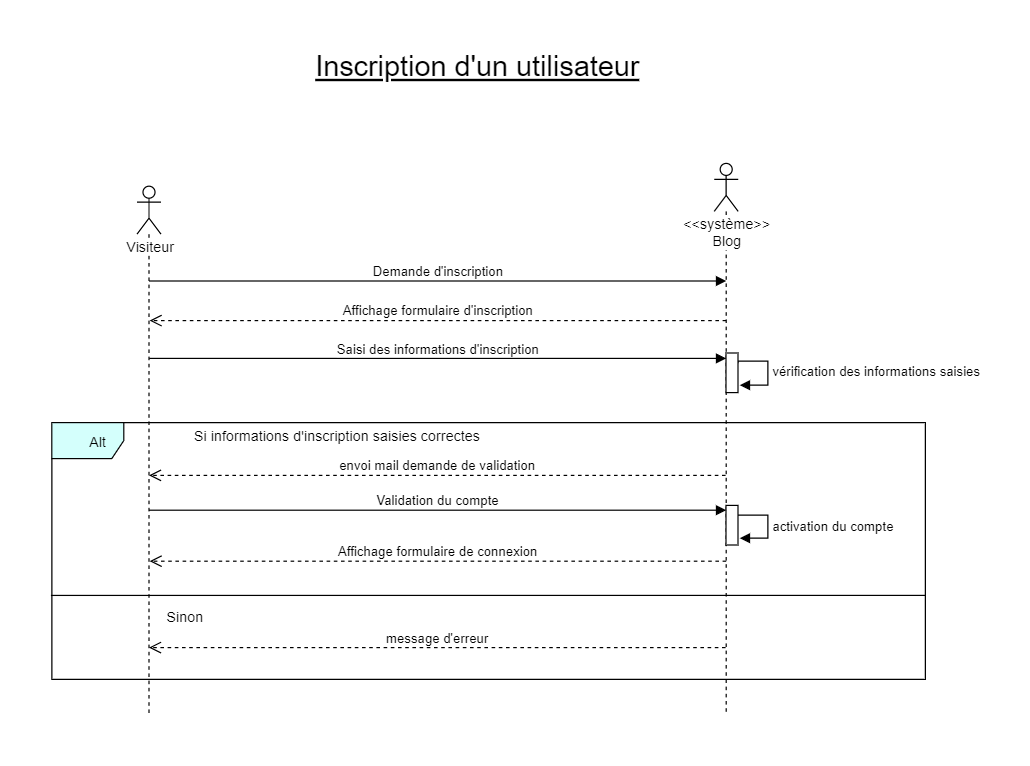 Inscription d'un utilisateur
Visiteur
<<système>>
Blog
Demande d'inscription
Affichage formulaire d'inscription
Saisi des informations d'inscription
vérification des informations saisies
Alt
Si informations d'inscription saisies correctes
envoi mail demande de validation
Validation du compte
activation du compte
Affichage formulaire de connexion
Sinon
message d'erreur